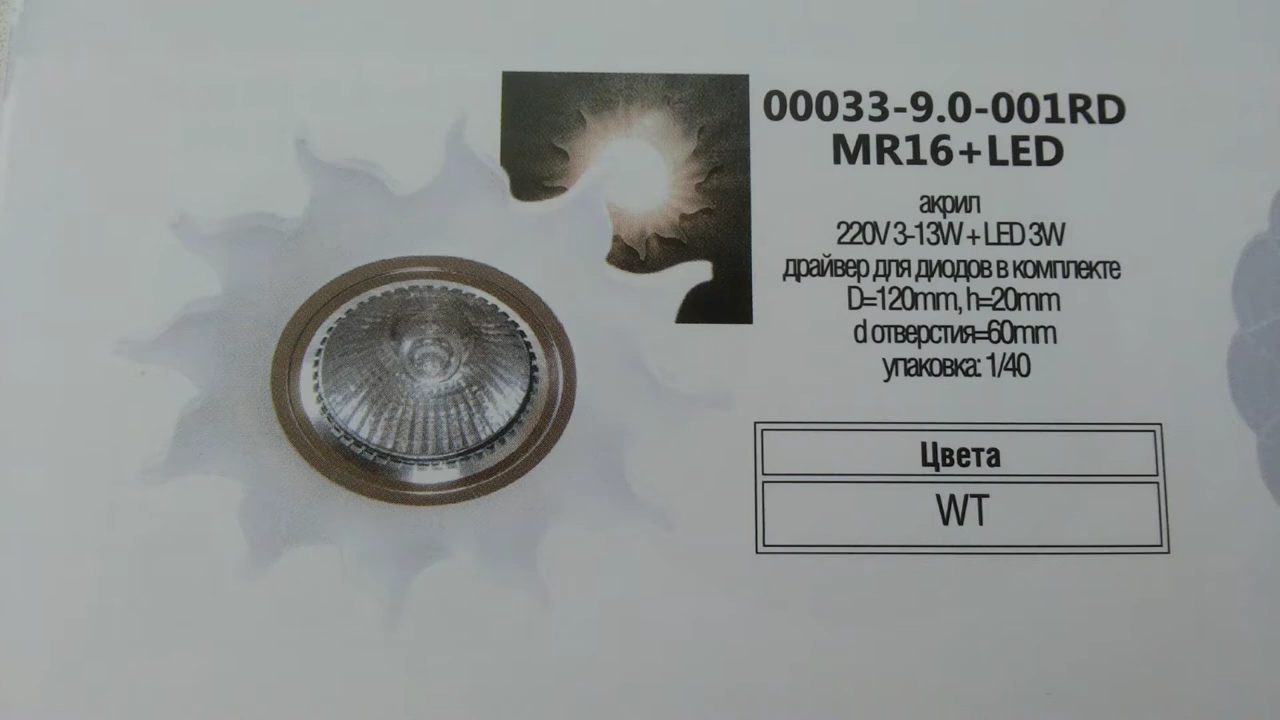 00033-9.0-001RD
MR16+LED
акрил
220V 3-13W + LED 3W
драйвер для диодов в комплекте
D=120mm, h=20mm
d отверстия=60mm
упаковка: 1/40
Цвета
WT